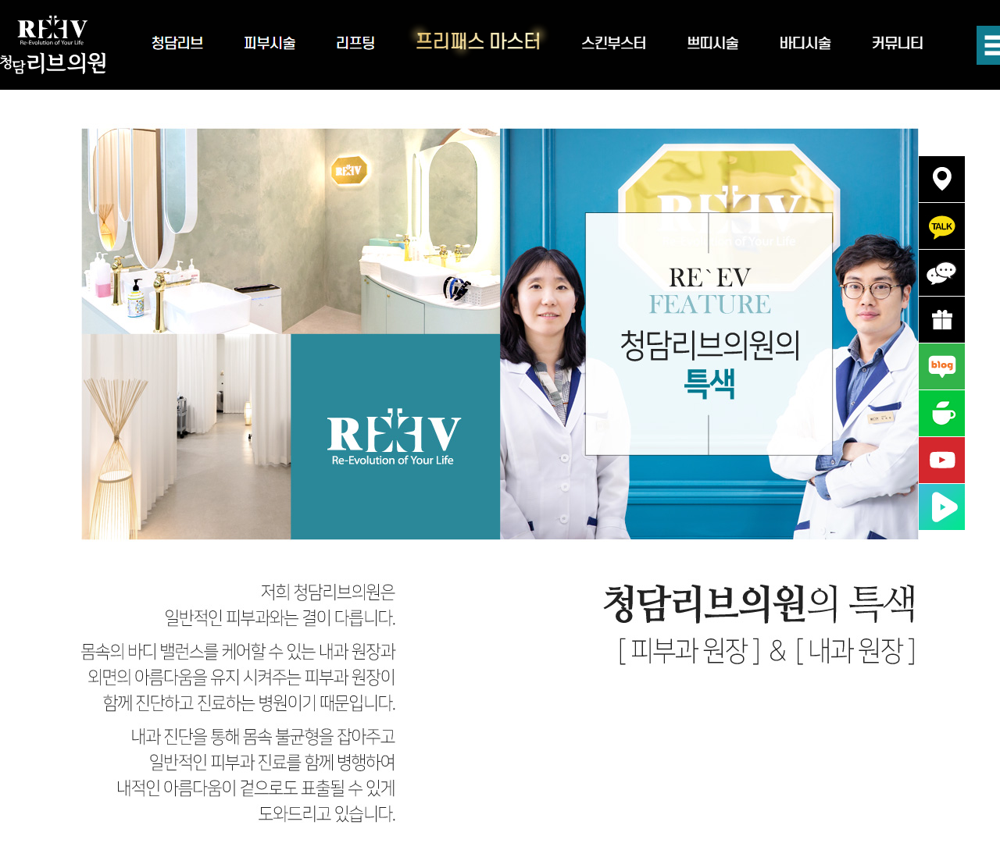 RE:EV
Re-Evolution of Your Life
청담리브의원
청담리브
피부시술
리프팅
프리패스 마스터
스킨부스터
쁘띠시술
바디시술
커뮤니티
RE:EV
RE:EV
Re-Evolution of Your Life
RE`EV
FEATURE
청담리브의원의
특색
TALK
blog
RE:EV
Re-Evolution of Your Life
저희 청담리브의원은
일반적인 피부과와는 결이 다릅니다.
몸속의 바디 밸런스를 케어할 수 있는 내과 원장과
외면의 아름다움을 유지 시켜주는 피부과 원장이
함께 진단하고 진료하는 병원이기 때문입니다.
내과 진단을 통해 몸속 불균형을 잡아주고
일반적인 피부과 진료를 함께 병행하여
내적인 아름다움이 겉으로도 표출될 수 있게
도와드리고 있습니다.
청담리브의원의 특색
[ 피부과 원장 ] & [ 내과 원장 ]